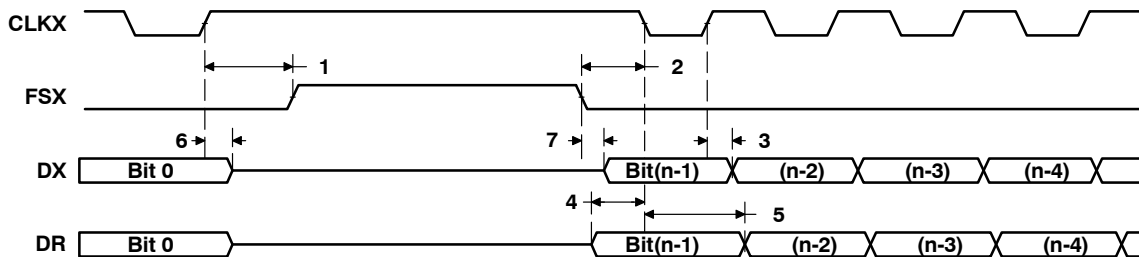 CLKX
1 2
FSX
6 7 3
DX Bit 0 Bit(n-1) (n-2) (n-3) (n-4)
4 5
DR Bit 0 Bit(n-1) (n-2) (n-3) (n-4)